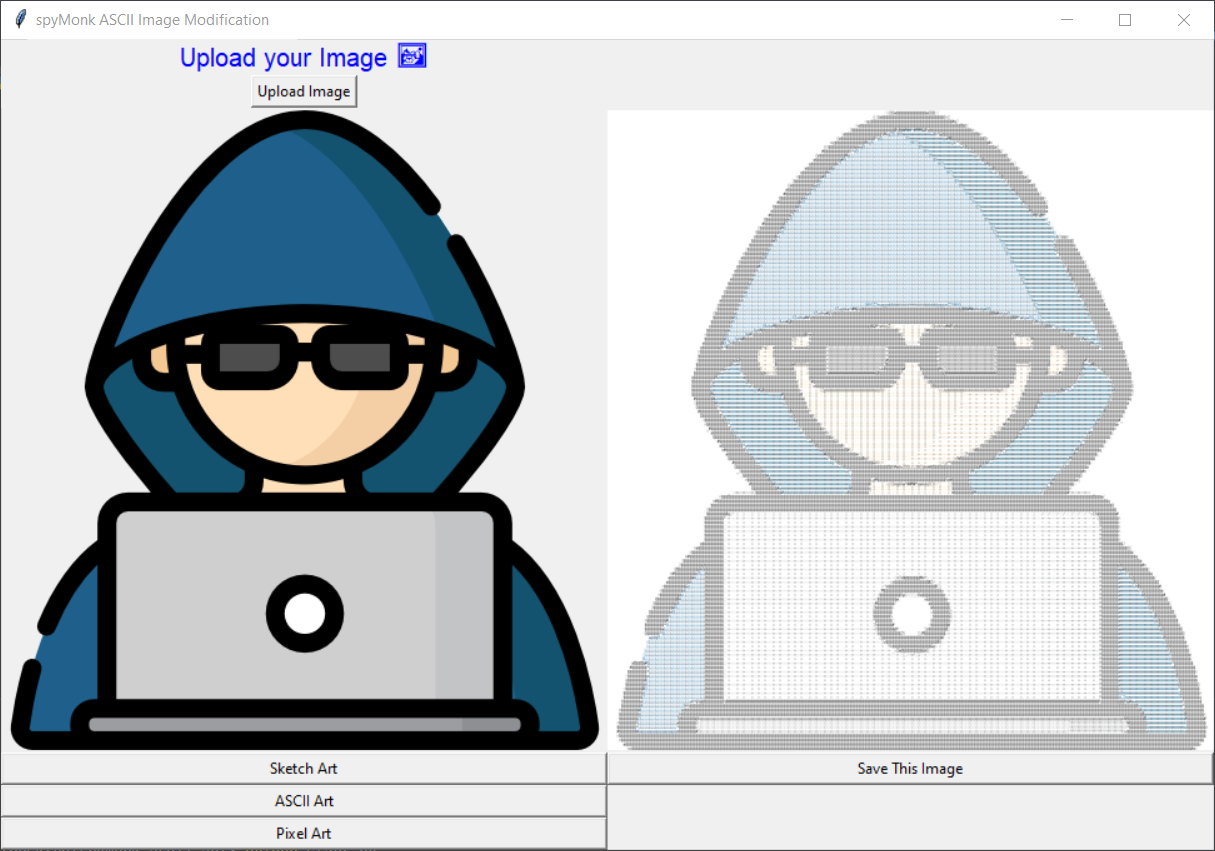 spyMonk ASCII Image Modification
Upload your Image
Upload Image
Sketch Art
Save This Image
ASCII Art
Pixel Art